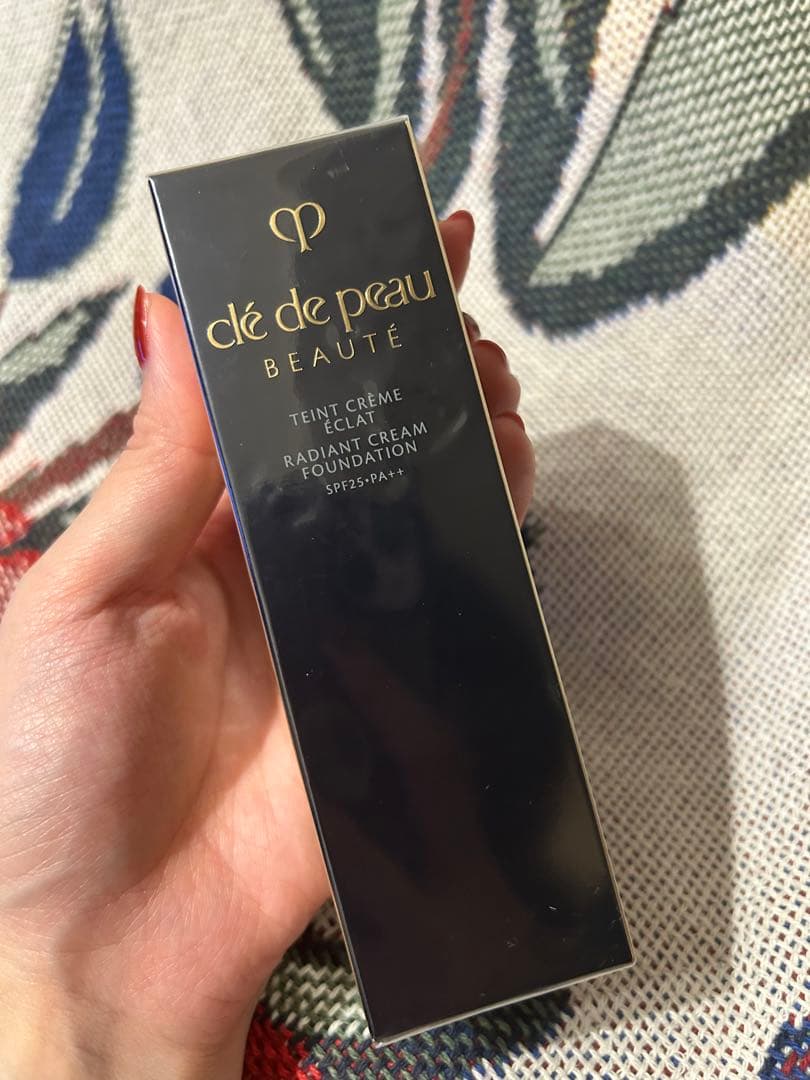 clé de peau
BEAUTÉ
TEINT CRÈME
ÉCLAT
RADIANT CREAM
FOUNDATION
SPF25•PA++